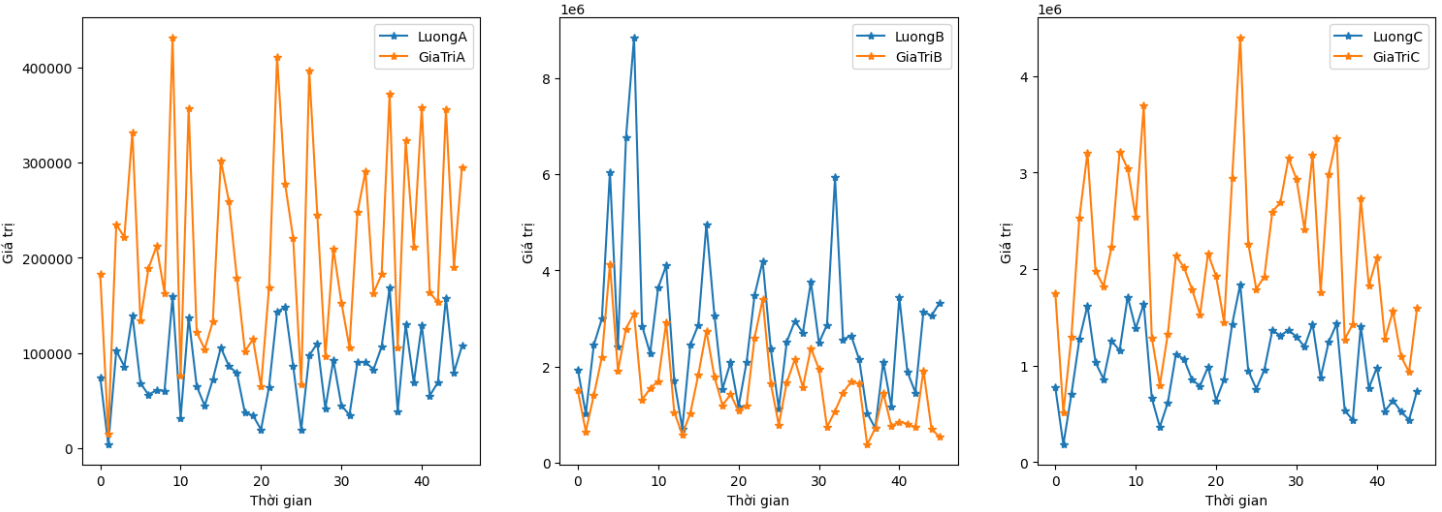 LuongA
GiaTriA
400000
300000
200000
100000
0
Giá trị
0
10
20
30
40
Thời gian
1e6
LuongB
GiaTriB
8
6
4
2
0
Giá trị
0
10
20
30
40
Thời gian
1e6
LuongC
GiaTriC
4
3
2
1
0
Giá trị
0
10
20
30
40
Thời gian